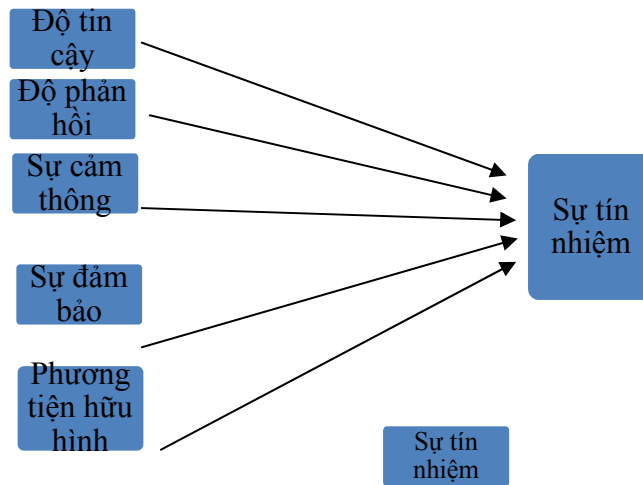 Độ tin
cậy
Độ phản
hồi
Sự cảm
thông
Sự đảm
bảo
Phương
tiện hữu
hình
Sự tín
nhiệm
Sự tín
nhiệm